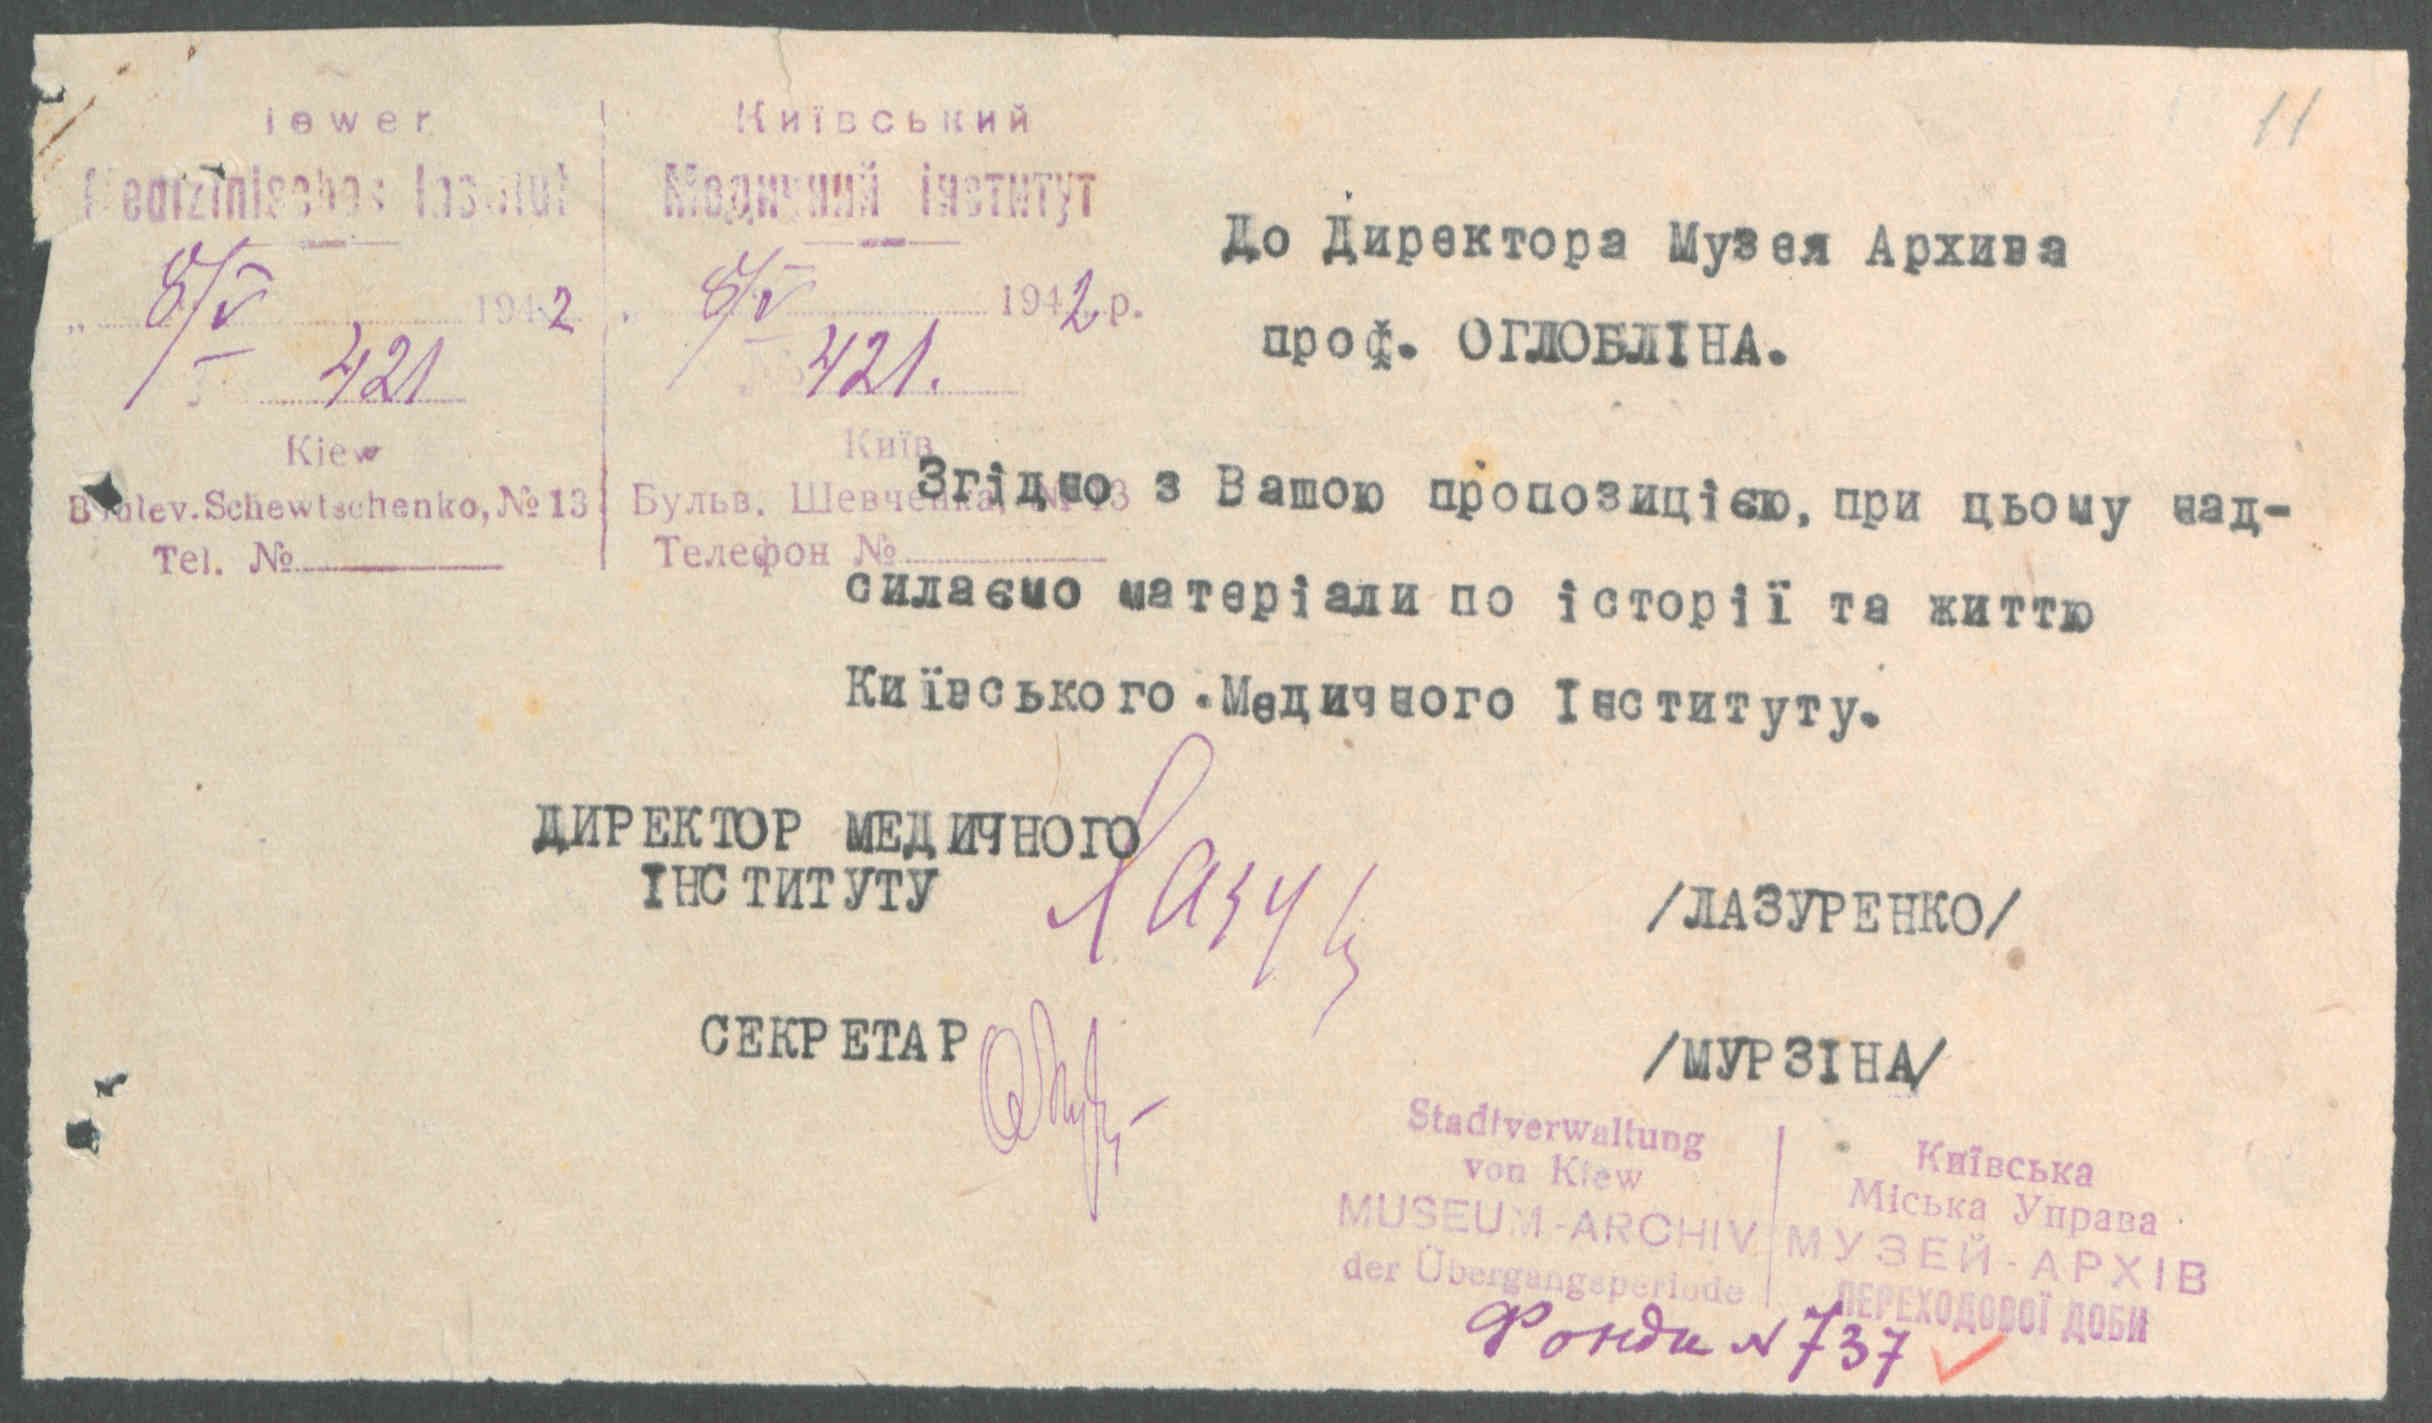 11
Kiewer
Medizinisches Institut
„ 8/V 1942
421
Kiew
Boulev. Schewtschenko, № 13
Tel. №
Київський
Медичний інститут
8/V 1942 р.
421.
Київ
Бульв. Шевченка, № 13
Телефон №
До Директора Музея Архива
проф. ОГЛОБЛІНА.
Згідно з Вашою пропозицією, при цьому над-
силаємо матеріали по історії та життю
Київського Медичного Інституту.
ДИРЕКТОР МЕДИЧНОГО
ІНСТИТУТУ
/ЛАЗУРЕНКО/
СЕКРЕТАР
/МУРЗІНА/
Stadtverwaltung
von Kiew
MUSEUM-ARCHIV
der Übergangsperiode
Київська
Міська Управа
МУЗЕЙ-АРХІВ
ПЕРЕХОДОВОЇ ДОБИ
Фонди N 737